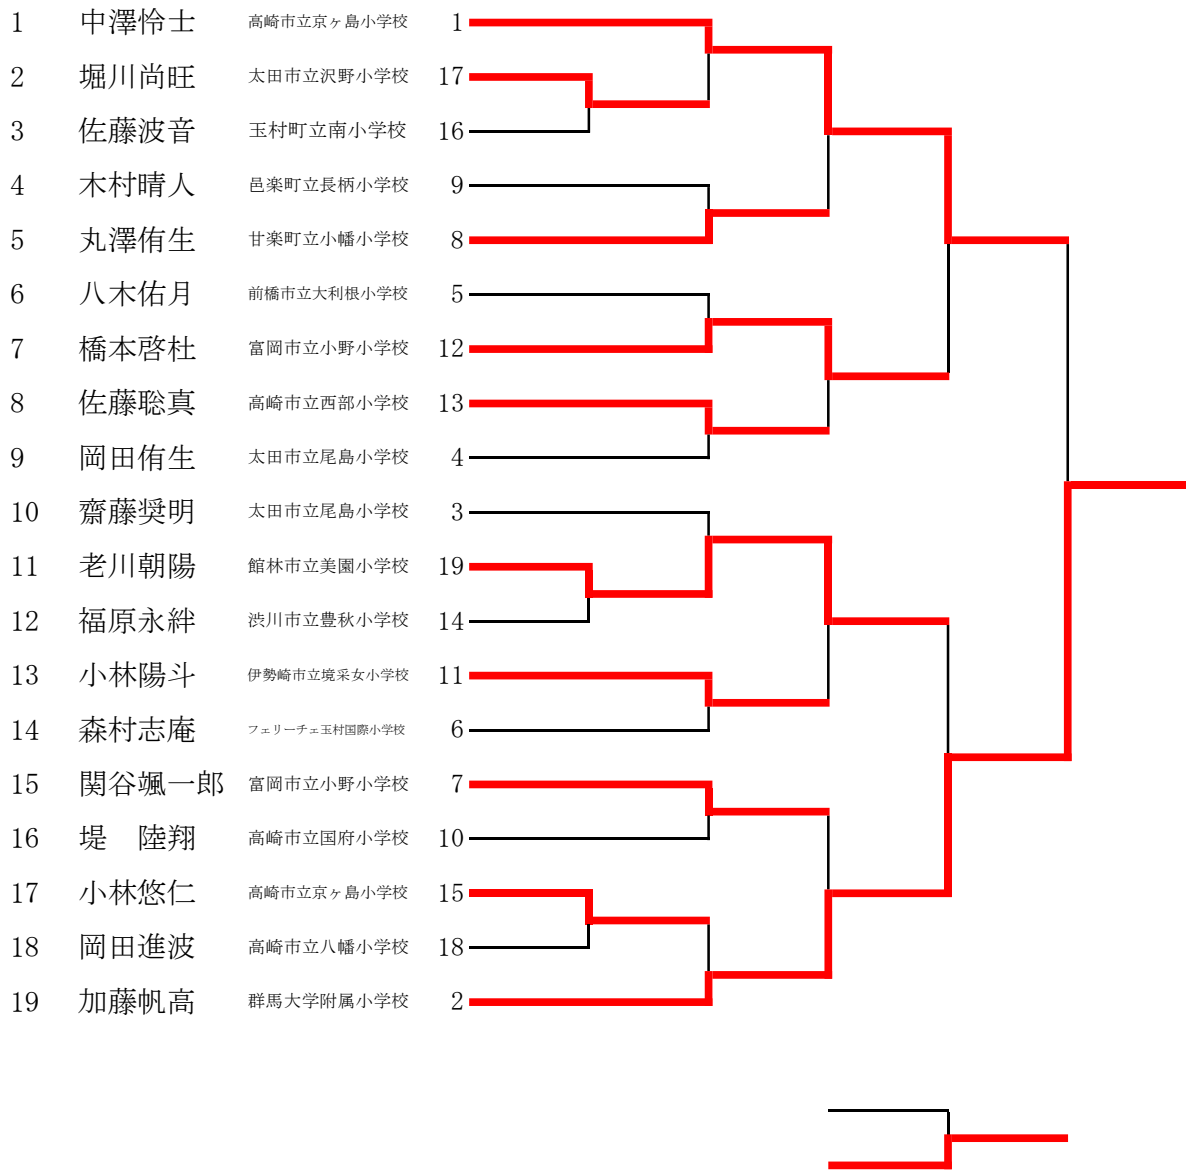 1 中澤怜士 高崎市立京ヶ島小学校 1
2 堀川尚旺 太田市立沢野小学校 17
3 佐藤波音 玉村町立南小学校 16
4 木村晴人 邑楽町立長柄小学校 9
5 丸澤侑生 甘楽町立小幡小学校 8
6 八木佑月 前橋市立大利根小学校 5
7 橋本啓杜 富岡市立小野小学校 12
8 佐藤聡真 高崎市立西部小学校 13
9 岡田侑生 太田市立尾島小学校 4
10 齋藤奨明 太田市立尾島小学校 3
11 老川朝陽 館林市立美園小学校 19
12 福原永絆 渋川市立豊秋小学校 14
13 小林陽斗 伊勢崎市立境采女小学校 11
14 森村志庵 フェリーチェ玉村国際小学校 6
15 関谷颯一郎 富岡市立小野小学校 7
16 堤　陸翔 高崎市立国府小学校 10
17 小林悠仁 高崎市立京ヶ島小学校 15
18 岡田進波 高崎市立八幡小学校 18
19 加藤帆高 群馬大学附属小学校 2